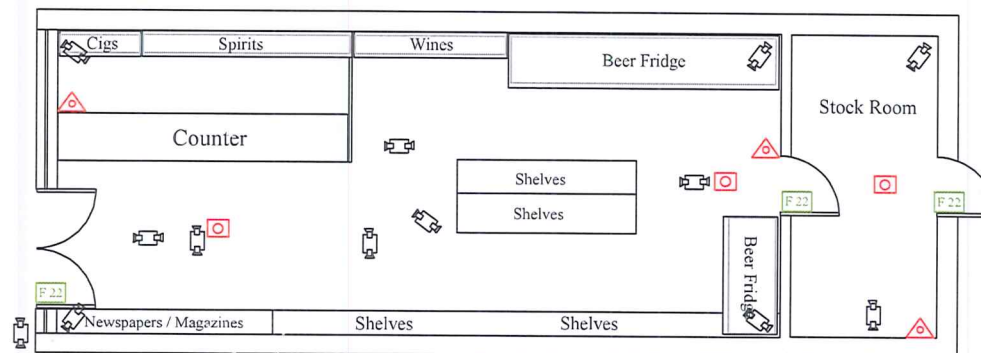 Cigs
Spirits
Wines
Beer Fridge
Stock Room
Counter
Shelves
Shelves
F 22
F 22
Beer Fridge
F 22
Newspapers / Magazines
Shelves
Shelves